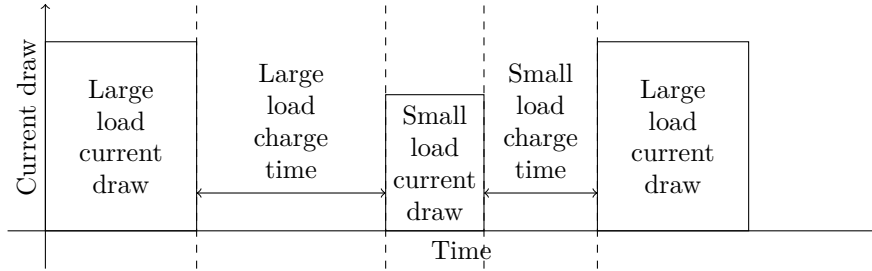 Current draw
Large
load
current
draw
Large
load
charge
time
Small
load
current
draw
Small
load
charge
time
Large
load
current
draw
Time